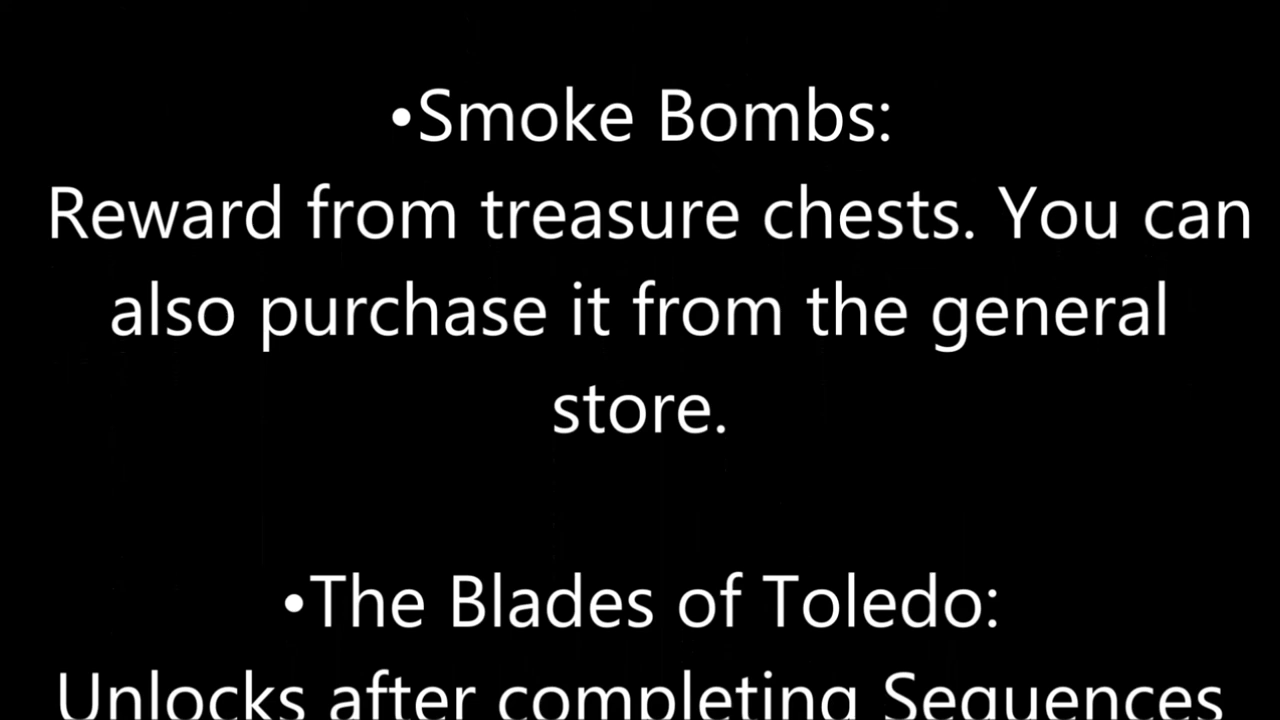 •Smoke Bombs:
Reward from treasure chests. You can
also purchase it from the general
store.
•The Blades of Toledo:
Unlocks after completing Sequences